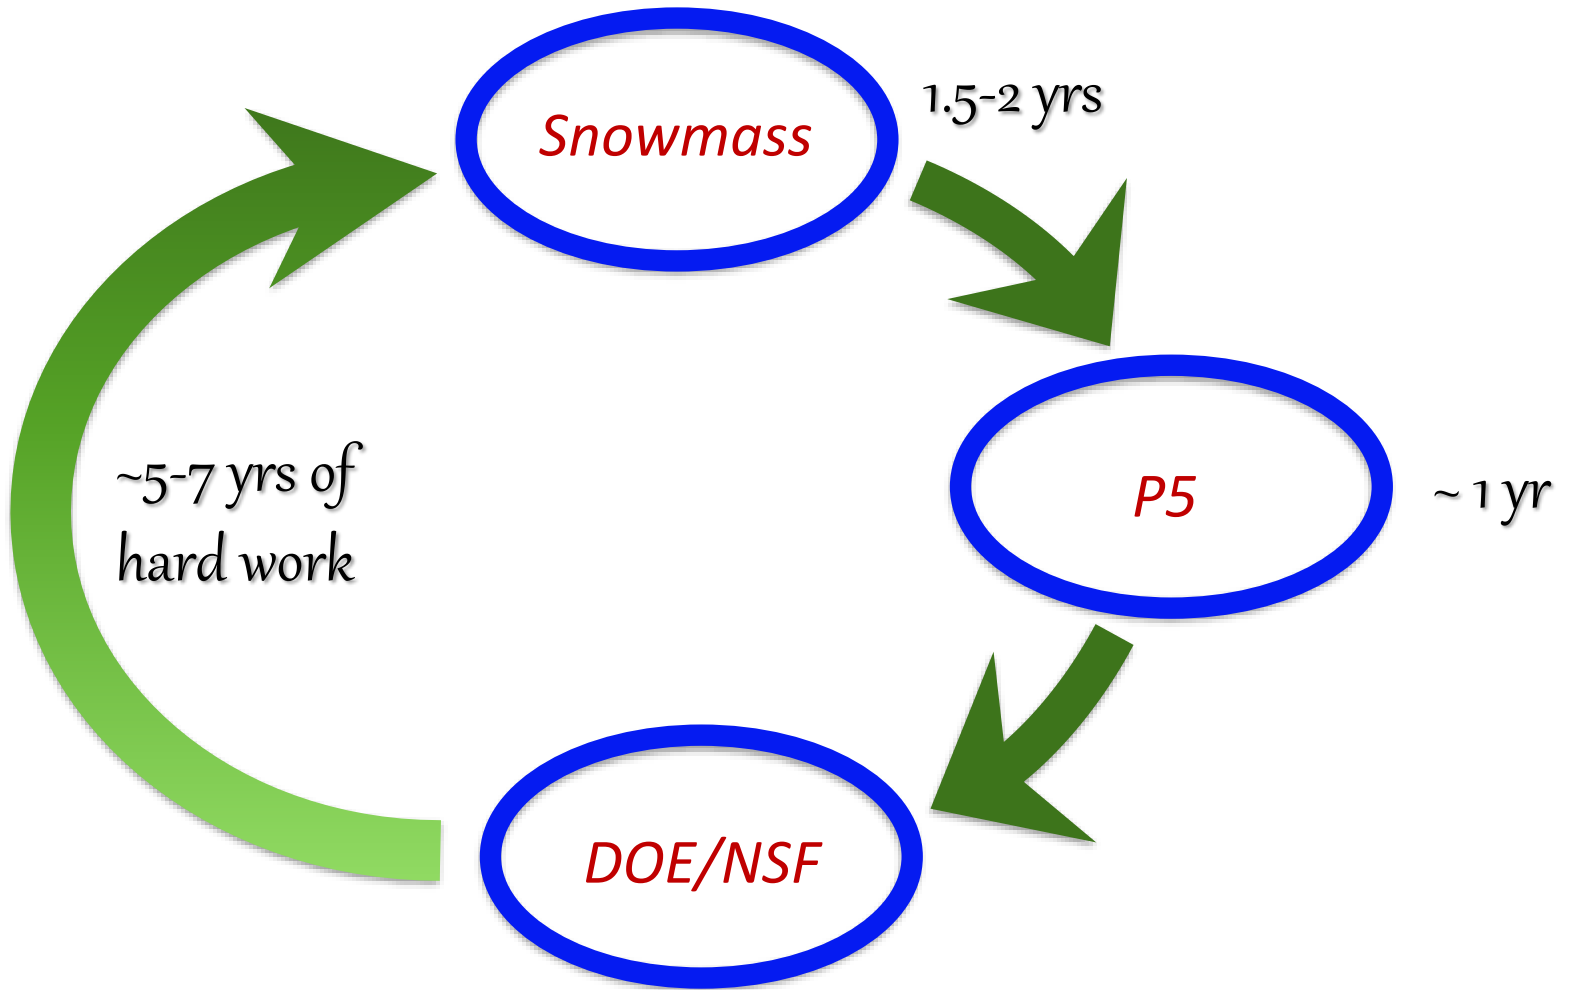 Snowmass
1.5-2 yrs
P5
~ 1 yr
~5-7 yrs of
hard work
DOE/NSF